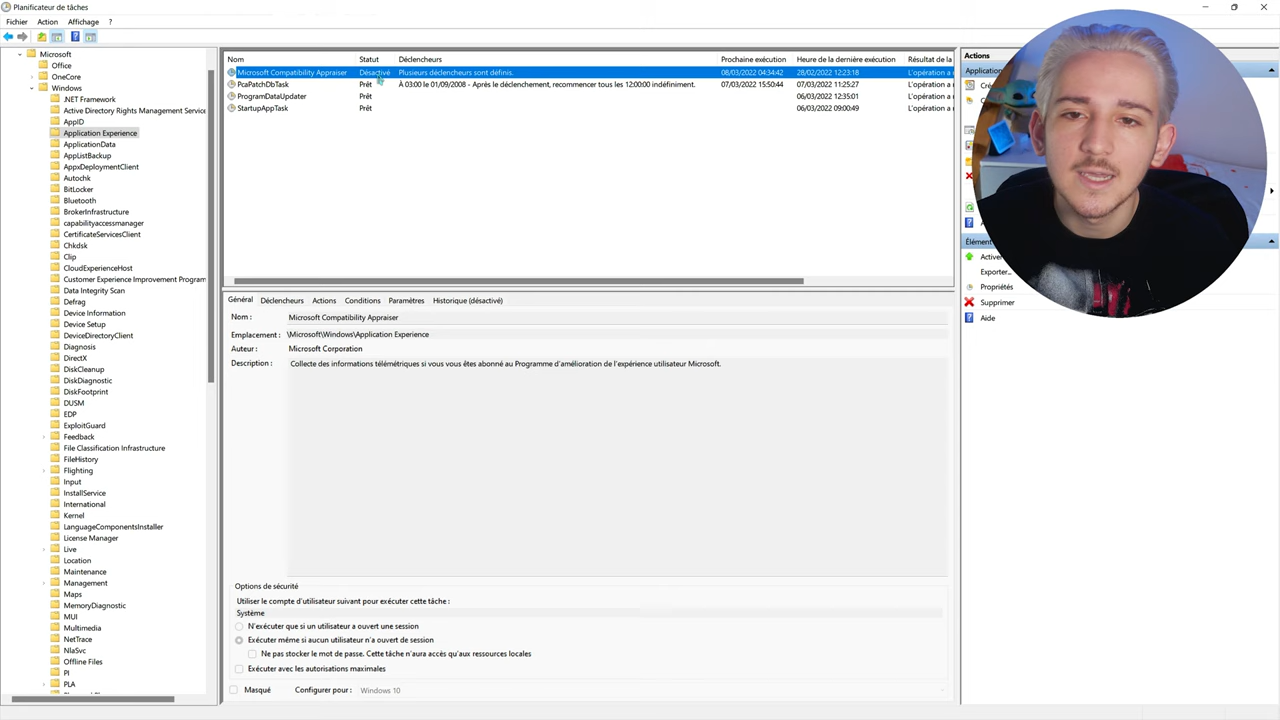 Planificateur de tâches
Fichier Action Affichage ?
Microsoft
Office
OneCore
Windows
.NET Framework
Active Directory Rights Management Service
AppID
Application Experience
ApplicationData
AppListBackup
AppxDeploymentClient
Autochk
BitLocker
Bluetooth
BrokerInfrastructure
capabilityaccessmanager
CertificateServicesClient
Chkdsk
Clip
CloudExperienceHost
Customer Experience Improvement Program
Data Integrity Scan
Defrag
Device Information
Device Setup
DeviceDirectoryClient
Diagnosis
DirectX
DiskCleanup
DiskDiagnostic
DiskFootprint
DUSM
EDP
ExploitGuard
Feedback
File Classification Infrastructure
FileHistory
Flighting
Input
InstallService
International
Kernel
LanguageComponentsInstaller
License Manager
Live
Location
Maintenance
Management
Maps
MemoryDiagnostic
MUI
Multimedia
NetTrace
NlaSvc
Offline Files
PI
PLA
Nom Statut Déclencheurs Prochaine exécution Heure de la dernière exécution Résultat de la
Microsoft Compatibility Appraiser Désactivé Plusieurs déclencheurs sont définis. 08/03/2022 04:34:42 28/02/2022 12:23:18 L'opération a
PcaPatchDbTask Prêt À 03:00 le 01/09/2008 - Après le déclenchement, recommencer tous les 12:00:00 indéfiniment. 07/03/2022 15:50:44 07/03/2022 11:25:27 L'opération a
ProgramDataUpdater Prêt 06/03/2022 12:35:01 L'opération a
StartupAppTask Prêt 06/03/2022 09:00:49 L'opération a
Général Déclencheurs Actions Conditions Paramètres Historique (désactivé)
Nom : Microsoft Compatibility Appraiser
Emplacement : \Microsoft\Windows\Application Experience
Auteur : Microsoft Corporation
Description : Collecte des informations télémétriques si vous vous êtes abonné au Programme d'amélioration de l'expérience utilisateur Microsoft.
Options de sécurité
Utiliser le compte d'utilisateur suivant pour exécuter cette tâche :
Système
N'exécuter que si un utilisateur a ouvert une session
Exécuter même si aucun utilisateur n'a ouvert de session
Ne pas stocker le mot de passe. Cette tâche n'aura accès qu'aux ressources locales
Exécuter avec les autorisations maximales
Masqué Configurer pour : Windows 10
Actions
Application
Élément
Activer
Exporter...
Propriétés
Supprimer
Aide